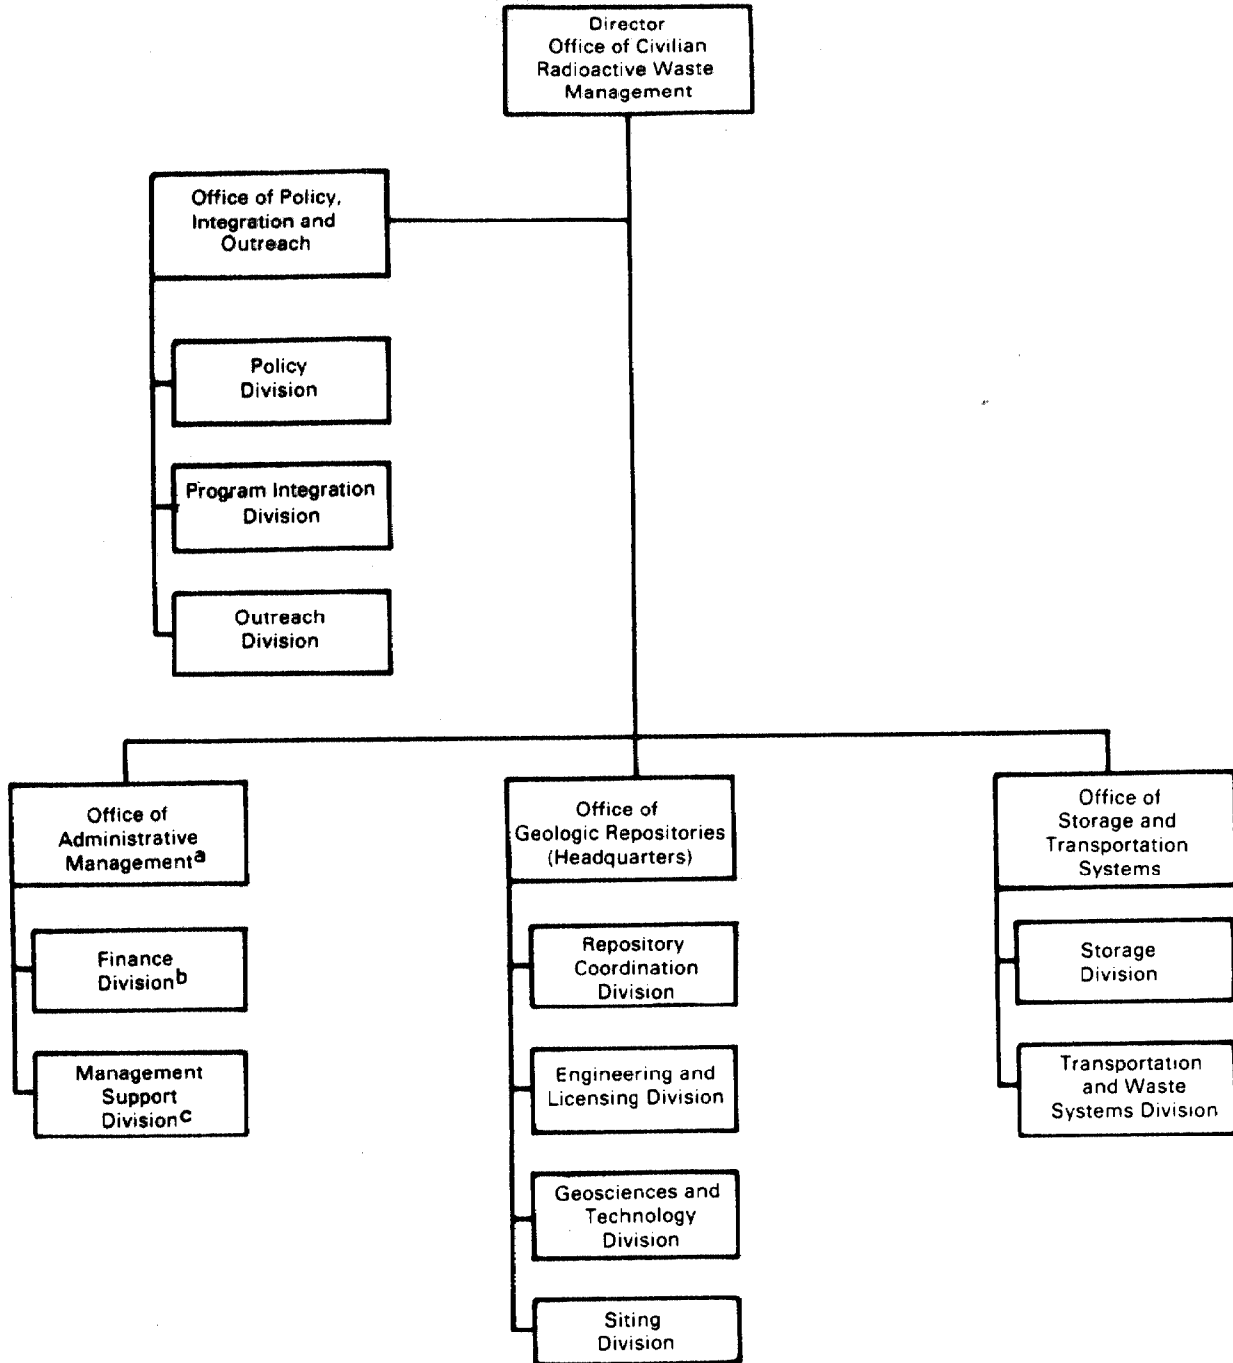 Director
Office of Civilian
Radioactive Waste
Management
Office of Policy,
Integration and
Outreach
Policy
Division
Program Integration
Division
Outreach
Division
Office of
Administrative
Managementa
Finance
Divisionb
Management
Support
Divisionc
Office of
Geologic Repositories
(Headquarters)
Repository
Coordination
Division
Engineering and
Licensing Division
Geosciences and
Technology
Division
Siting
Division
Office of
Storage and
Transportation
Systems
Storage
Division
Transportation
and Waste
Systems Division